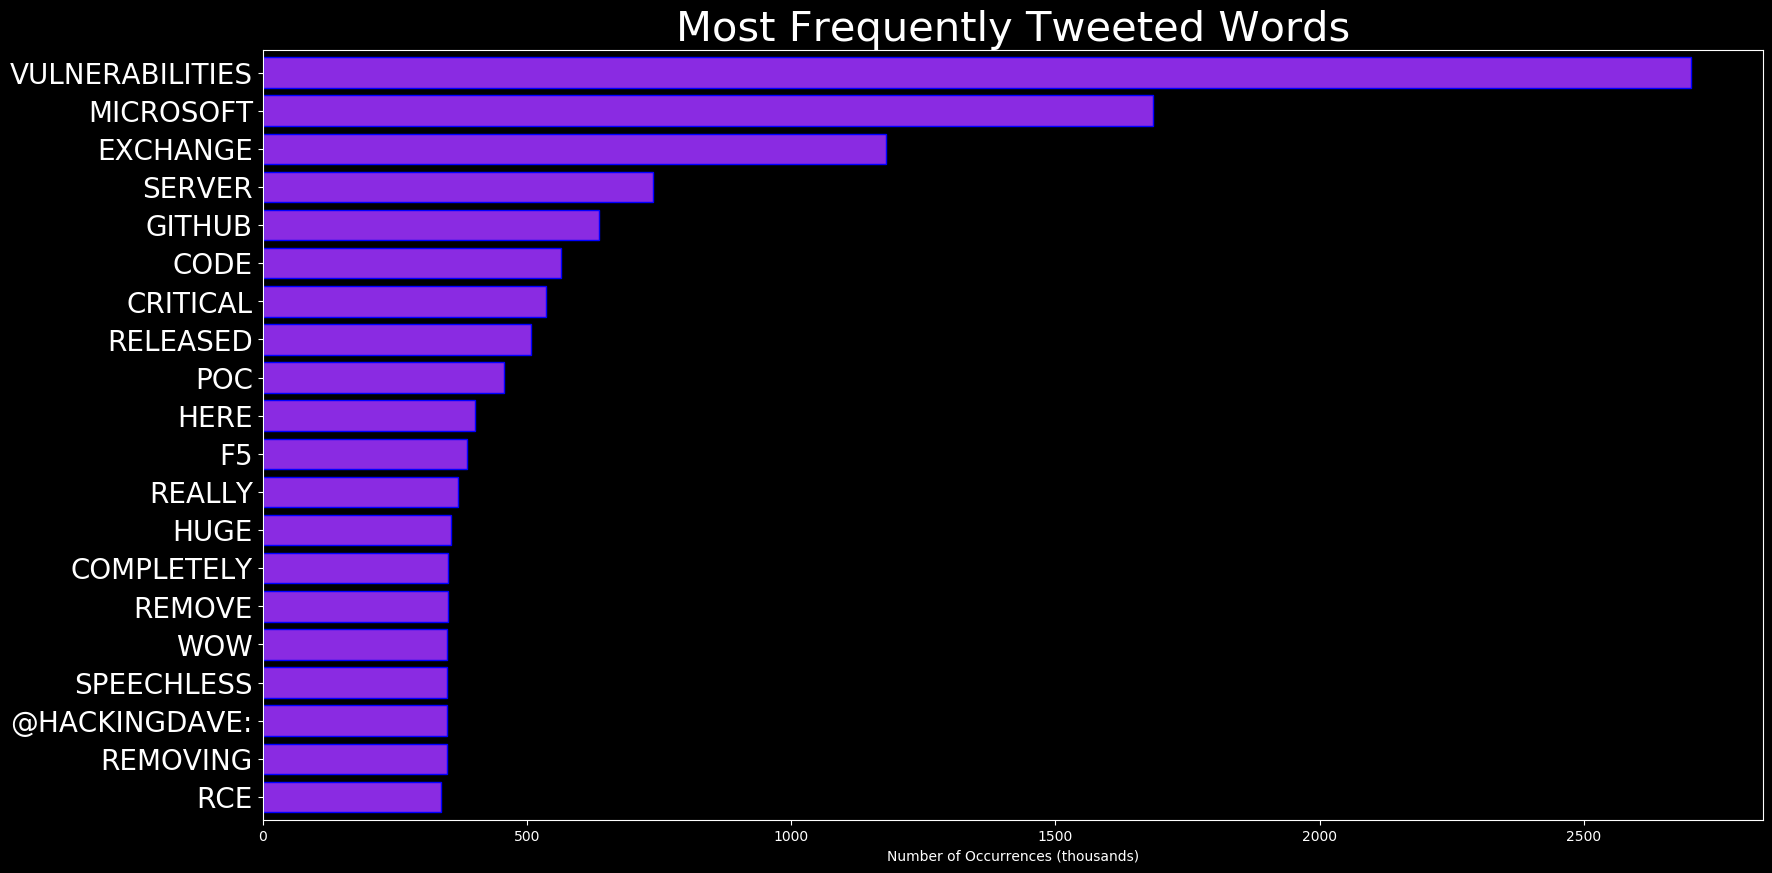 Most Frequently Tweeted Words
VULNERABILITIES
MICROSOFT
EXCHANGE
SERVER
GITHUB
CODE
CRITICAL
RELEASED
POC
HERE
F5
REALLY
HUGE
COMPLETELY
REMOVE
WOW
SPEECHLESS
@HACKINGDAVE:
REMOVING
RCE
0 500 1000 1500 2000 2500
Number of Occurrences (thousands)